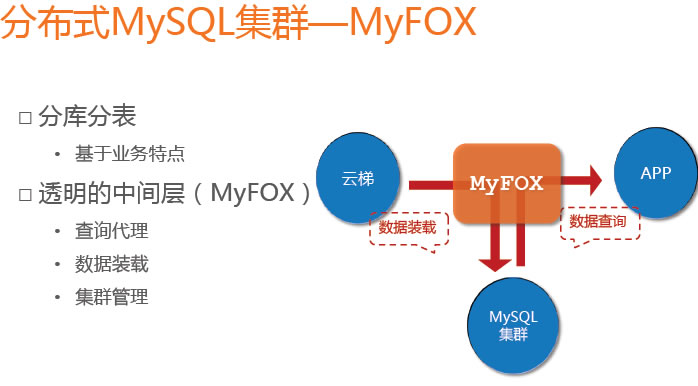 分布式MySQL集群—MyFOX
□ 分库分表
• 基于业务特点
□ 透明的中间层（MyFOX）
• 查询代理
• 数据装载
• 集群管理
云梯
MyFOX
APP
数据装载
数据查询
MySQL
集群